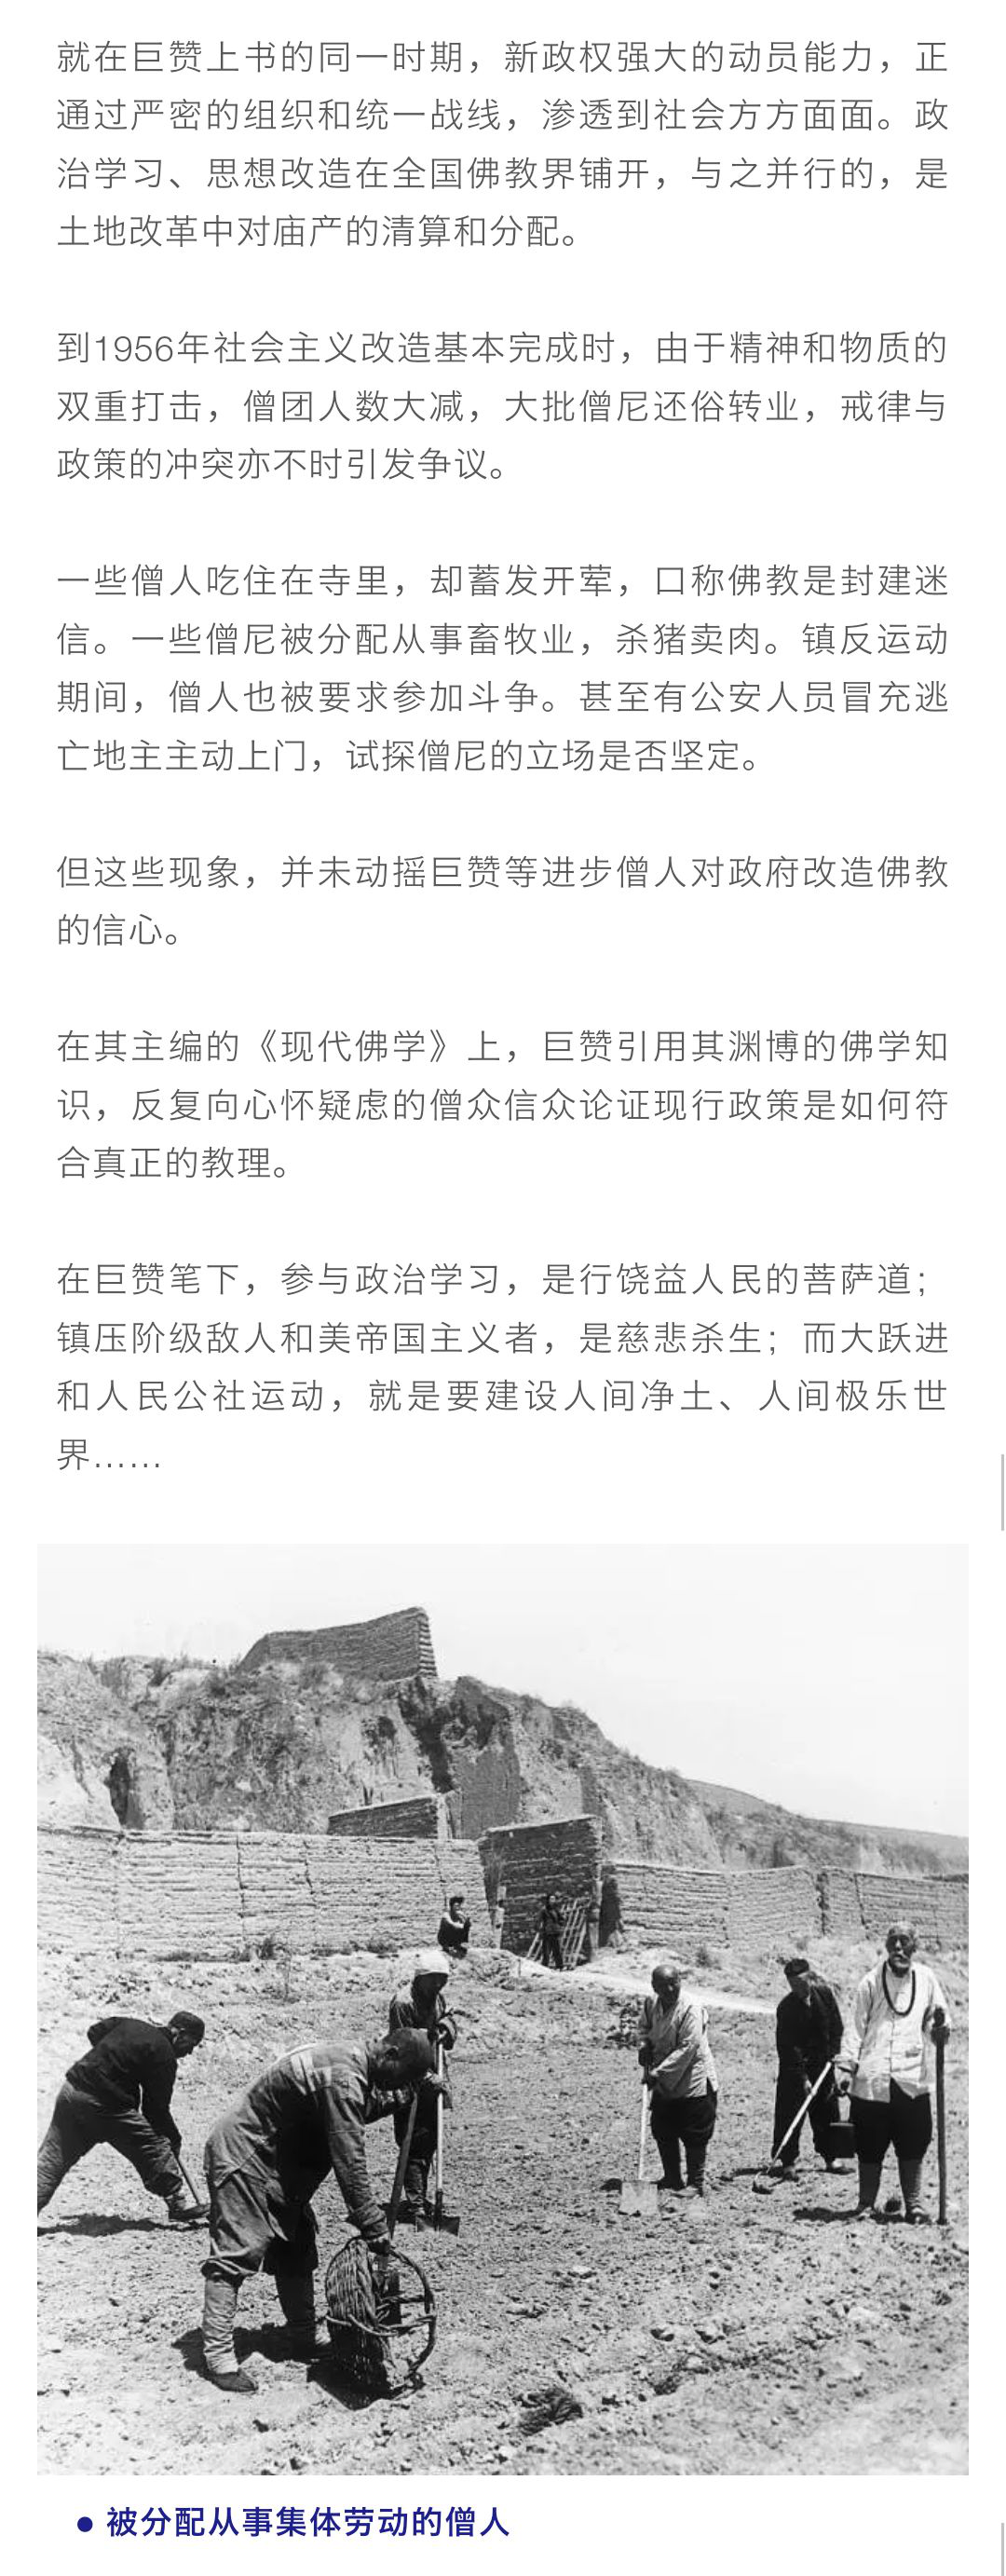 就在巨赞上书的同一时期，新政权强大的动员能力，正
通过严密的组织和统一战线，渗透到社会方方面面。政
治学习、思想改造在全国佛教界铺开，与之并行的，是
土地改革中对庙产的清算和分配。
到1956年社会主义改造基本完成时，由于精神和物质的
双重打击，僧团人数大减，大批僧尼还俗转业，戒律与
政策的冲突亦不时引发争议。
一些僧人吃住在寺里，却蓄发开荤，口称佛教是封建迷
信。一些僧尼被分配从事畜牧业，杀猪卖肉。镇反运动
期间，僧人也被要求参加斗争。甚至有公安人员冒充逃
亡地主主动上门，试探僧尼的立场是否坚定。
但这些现象，并未动摇巨赞等进步僧人对政府改造佛教
的信心。
在其主编的《现代佛学》上，巨赞引用其渊博的佛学知
识，反复向心怀疑虑的僧众信众论证现行政策是如何符
合真正的教理。
在巨赞笔下，参与政治学习，是行饶益人民的菩萨道；
镇压阶级敌人和美帝国主义者，是慈悲杀生；而大跃进
和人民公社运动，就是要建设人间净土、人间极乐世
界……
● 被分配从事集体劳动的僧人